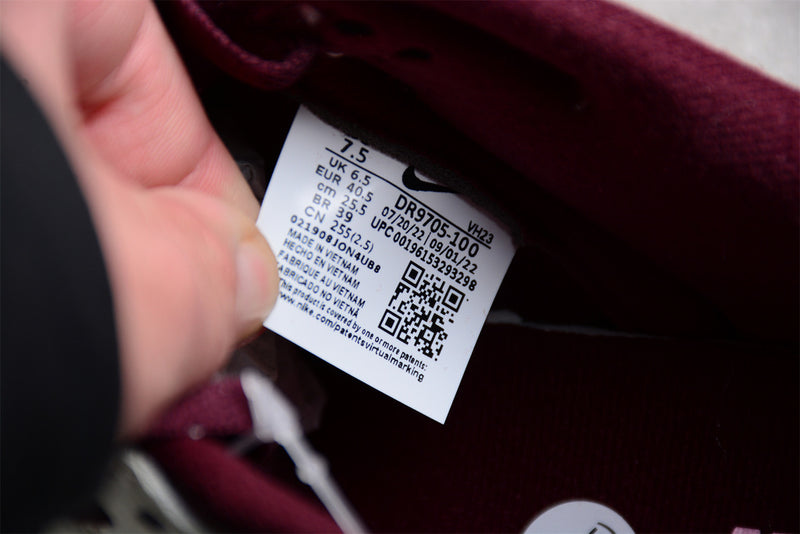 7.5
UK 6.5
EUR 40.5
cm 25.5
BR 39
CN 255(2.5)
VH23
DR9705-100
07/20/22 09/01/22
UPC 00196153293298
021908JON4UB8
MADE IN VIETNAM
HECHO EN VIETNAM
FABRIQUE AU VIETNAM
FABRICADO NO VIETNÃ
This product is covered by one or more patents:
www.nike.com/patentsvirtualmarking